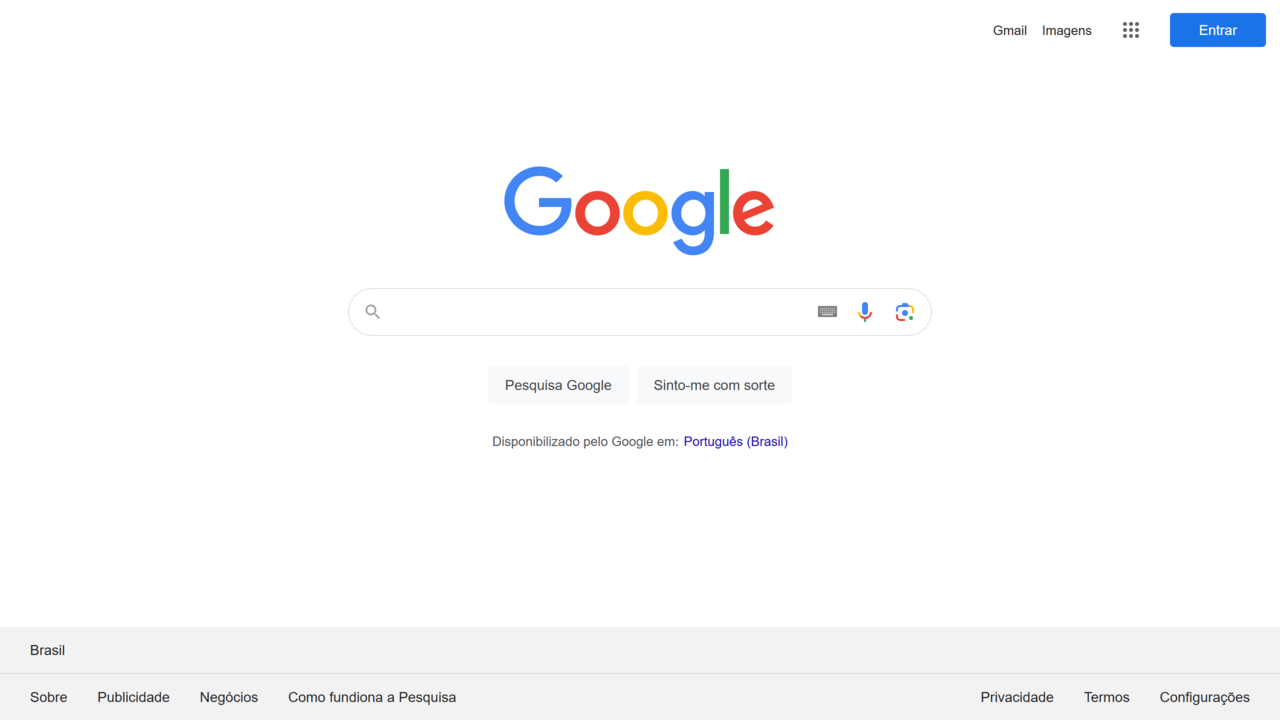 Gmail Imagens Entrar
Google
Pesquisa Google Sinto-me com sorte
Disponibilizado pelo Google em: Português (Brasil)
Brasil
Sobre Publicidade Negócios Como funciona a Pesquisa Privacidade Termos Configurações